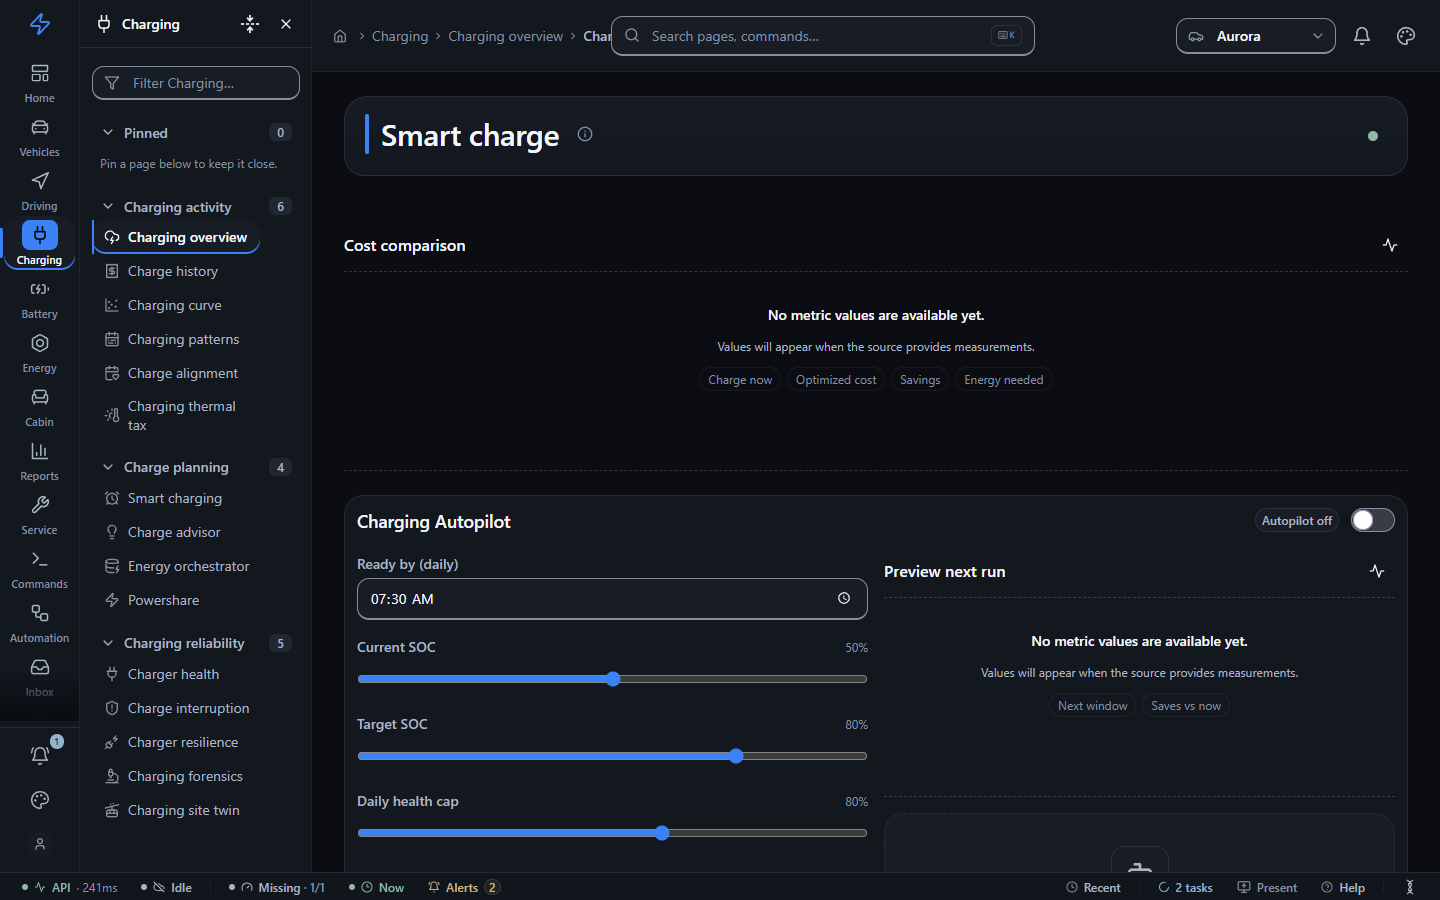 Home
Vehicles
Driving
Charging
Battery
Energy
Cabin
Reports
Service
Commands
Automation
Inbox
1
Charging
Filter Charging...
Pinned 0
Pin a page below to keep it close.
Charging activity 6
Charging overview
Charge history
Charging curve
Charging patterns
Charge alignment
Charging thermal
tax
Charge planning 4
Smart charging
Charge advisor
Energy orchestrator
Powershare
Charging reliability 5
Charger health
Charge interruption
Charger resilience
Charging forensics
Charging site twin
Charging > Charging overview > Char
Search pages, commands... K
Aurora
Smart charge
Cost comparison
No metric values are available yet.
Values will appear when the source provides measurements.
Charge now Optimized cost Savings Energy needed
Charging Autopilot
Autopilot off
Ready by (daily)
07:30 AM
Current SOC 50%
Target SOC 80%
Daily health cap 80%
Preview next run
No metric values are available yet.
Values will appear when the source provides measurements.
Next window Saves vs now
API · 241ms Idle Missing · 1/1 Now Alerts 2 Recent 2 tasks Present Help